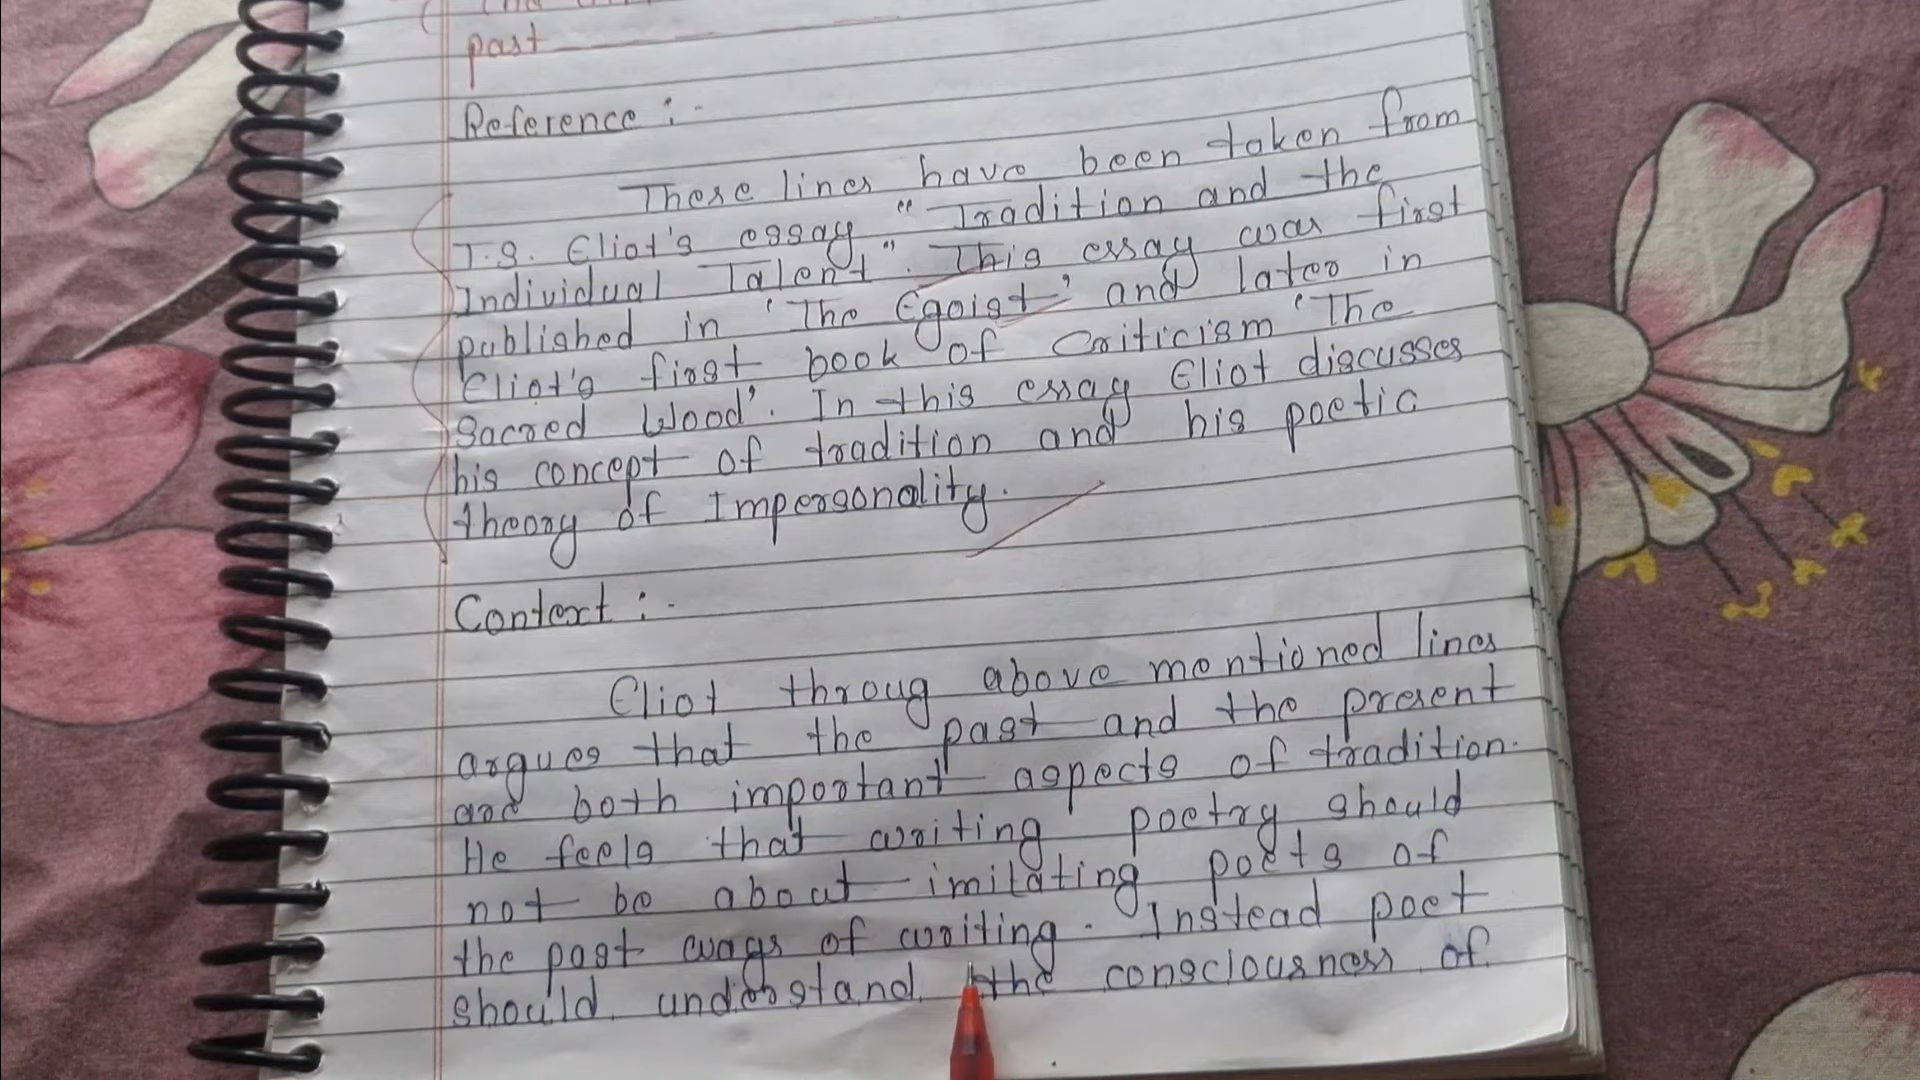 past
Reference :-
These lines have been taken from
T.S. Eliot's essay "Tradition and the
Individual Talent". This essay was first
published in 'The Egoist' and later in
Eliot's first book of Criticism 'The
Sacred Wood'. In this essay Eliot discusses
his concept of tradition and his poetic
theory of Impersonality.
Context :-
Eliot throug above mentioned lines
argues that the past and the present
are both important aspects of tradition.
He feels that writing poetry should
not be about imitating poets of
the past ways of writing. Instead poet
should understand the consciousness of